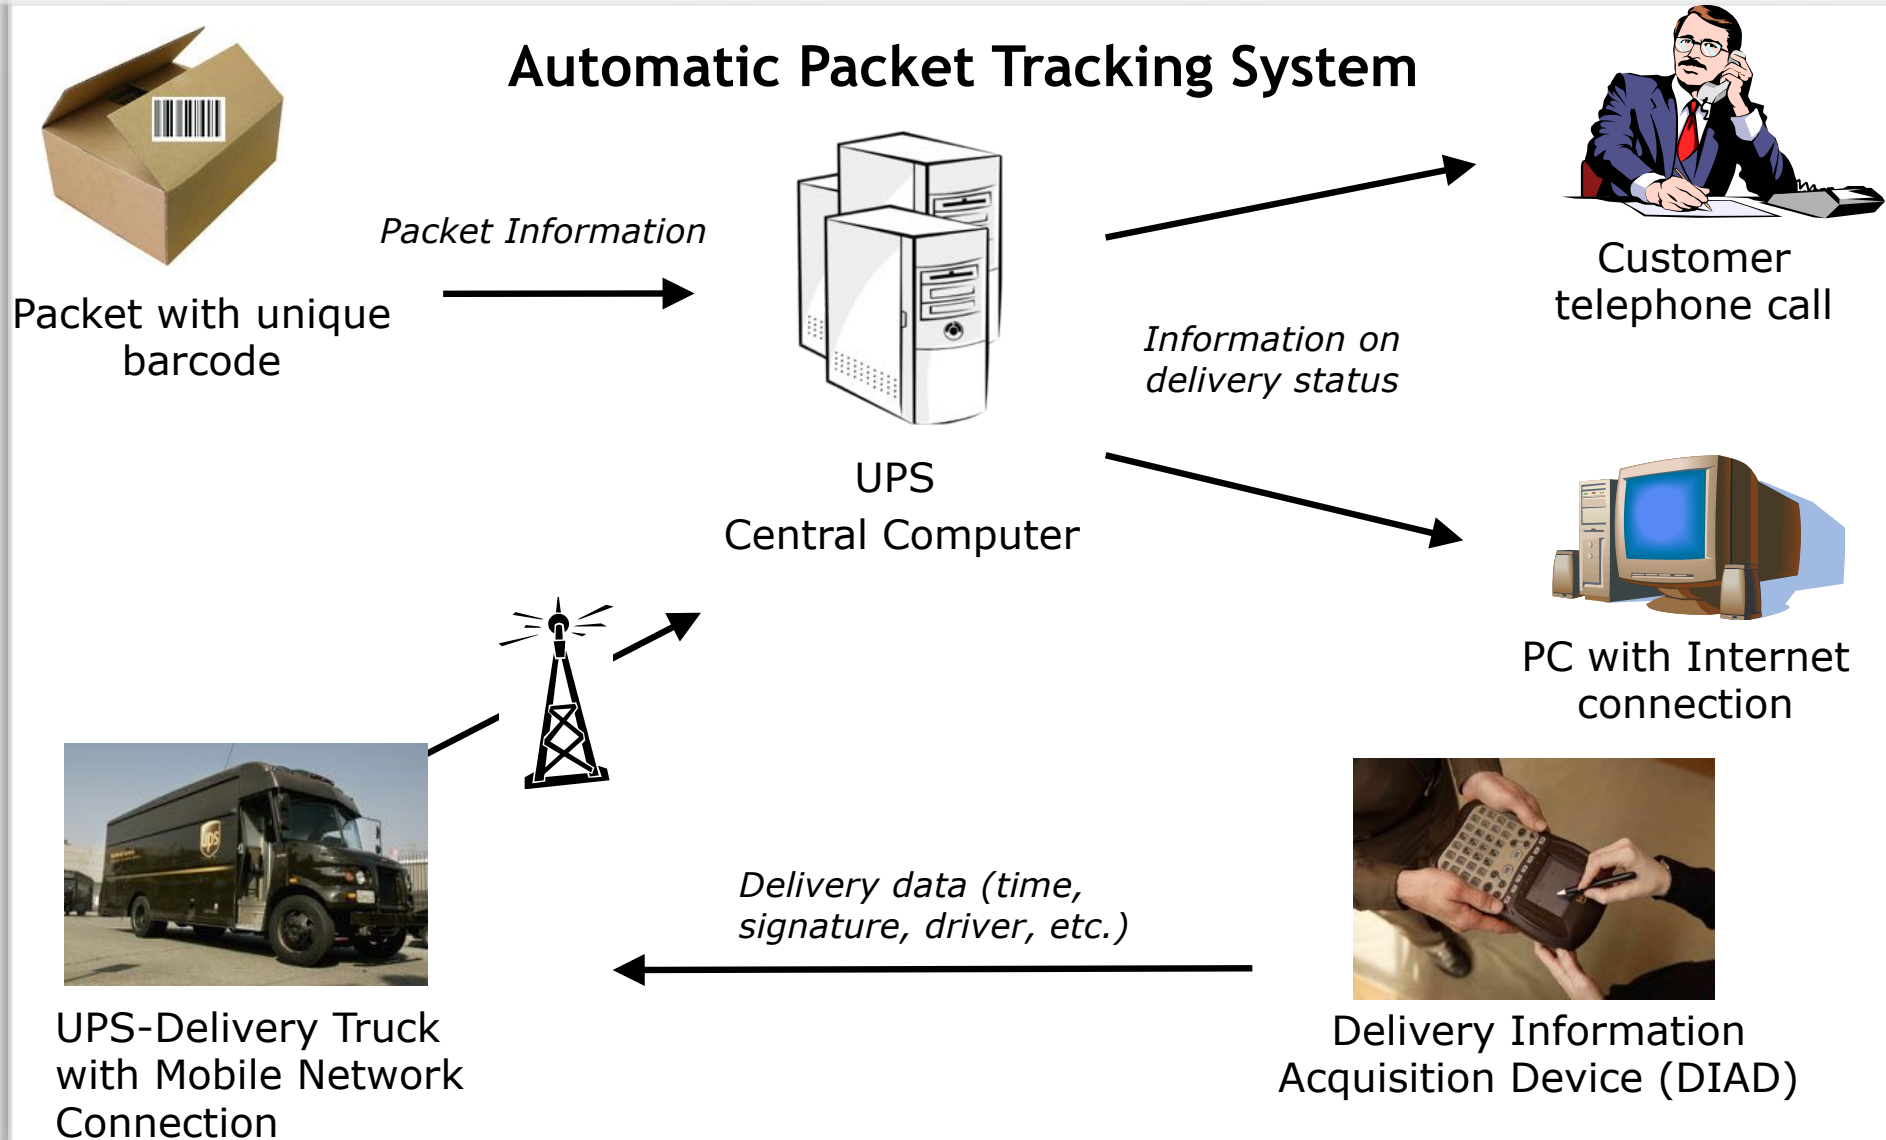 Automatic Packet Tracking System
Packet Information
Packet with unique
barcode
Customer
telephone call
Information on
delivery status
UPS
Central Computer
PC with Internet
connection
ups
Delivery data (time,
signature, driver, etc.)
UPS-Delivery Truck
with Mobile Network
Connection
Delivery Information
Acquisition Device (DIAD)